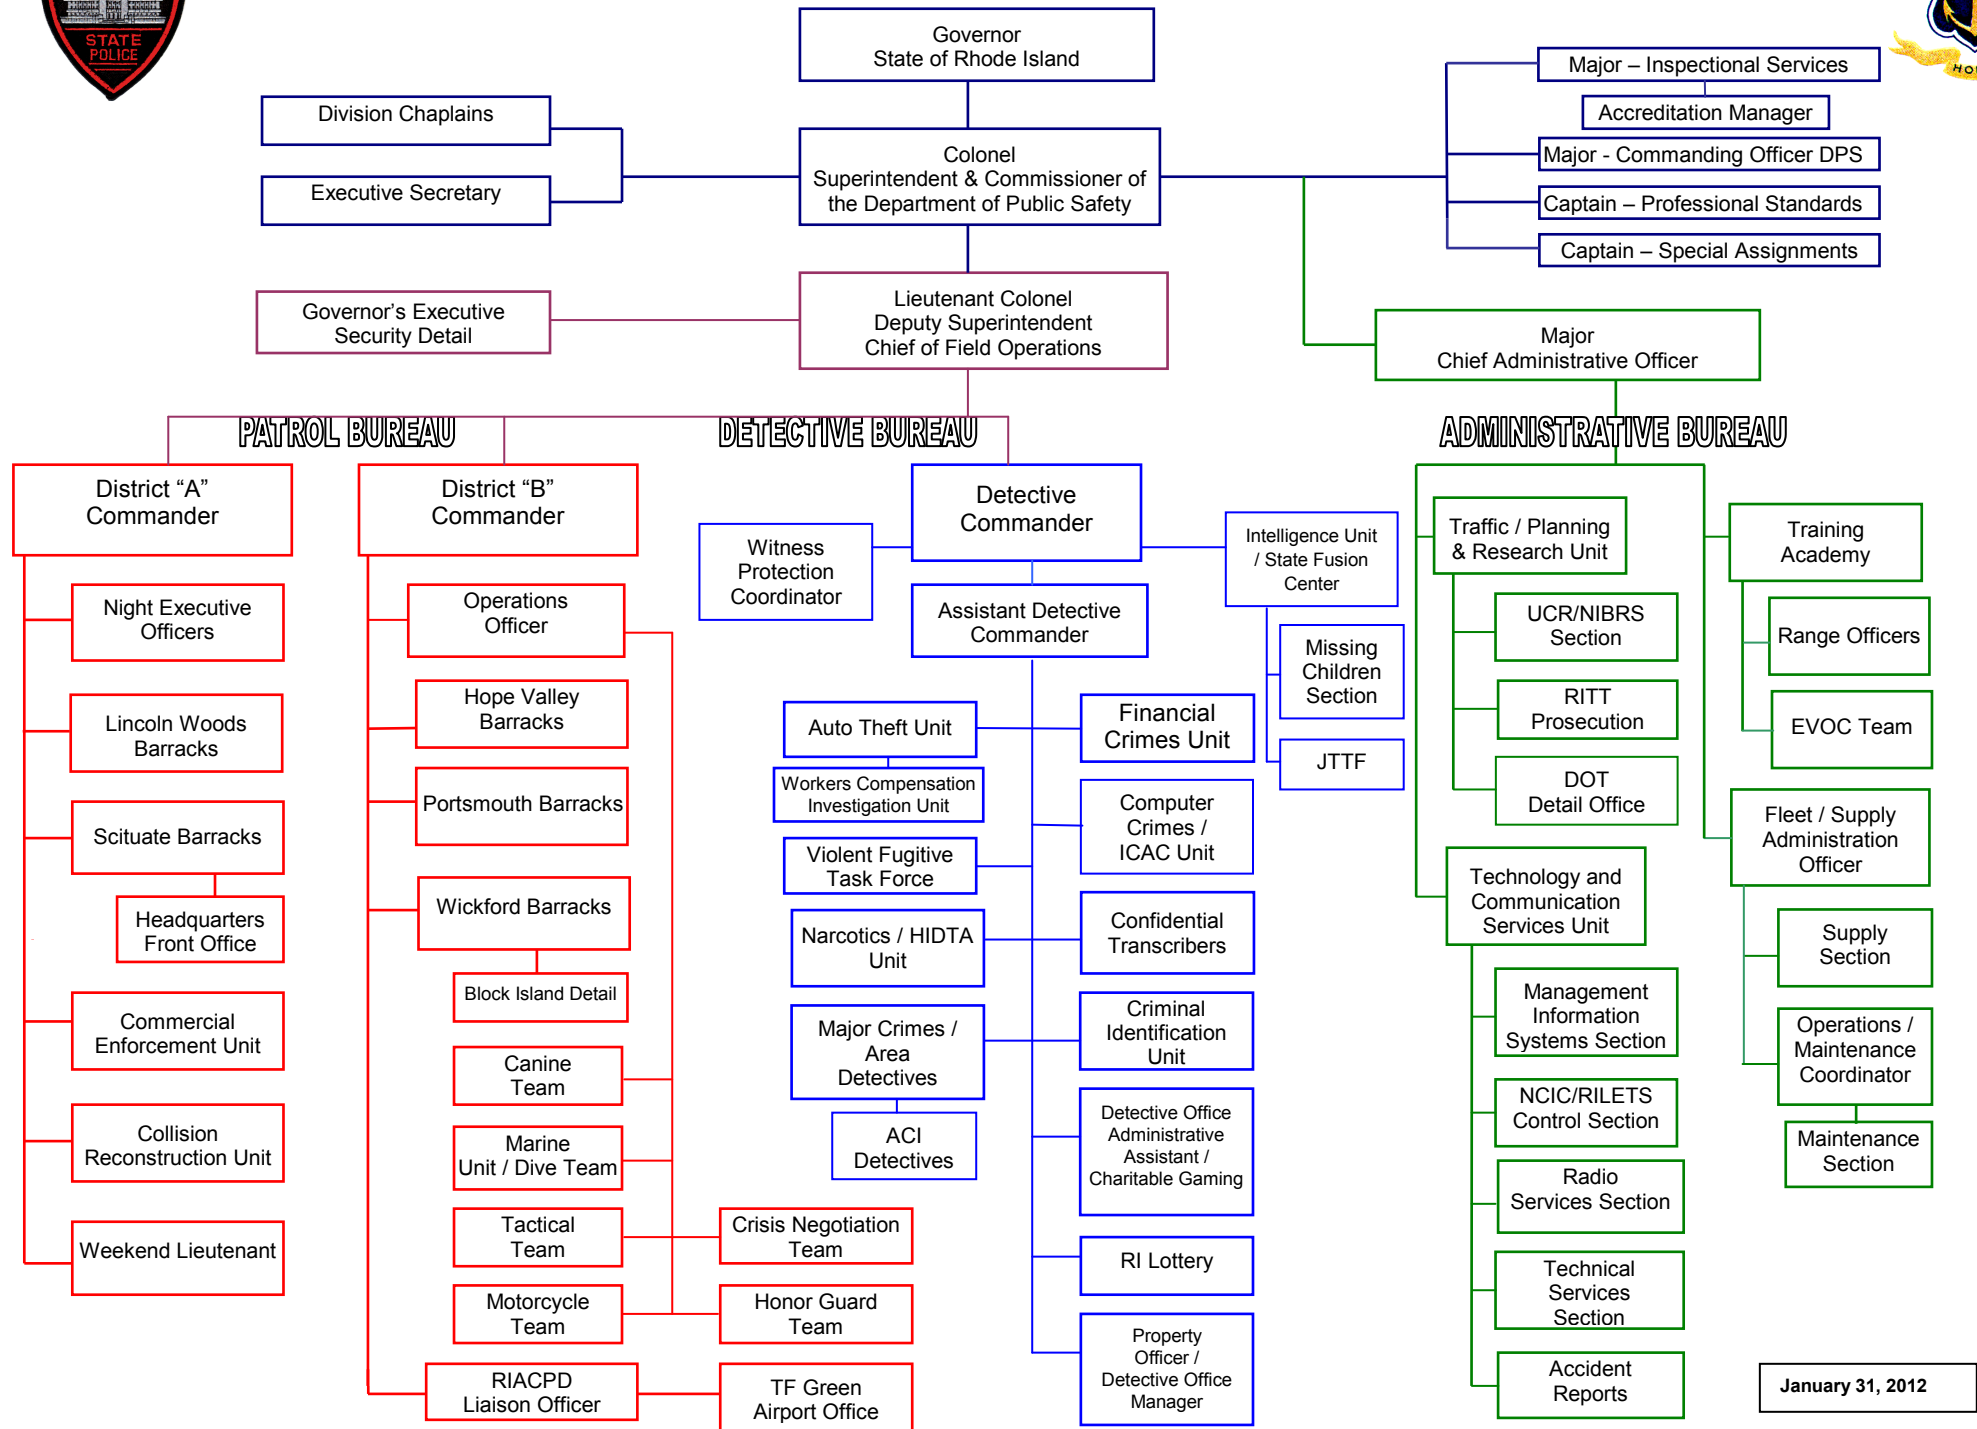 STATE
POLICE
Governor
State of Rhode Island
Division Chaplains
Executive Secretary
Colonel
Superintendent & Commissioner of
the Department of Public Safety
Major – Inspectional Services
Accreditation Manager
Major - Commanding Officer DPS
Captain – Professional Standards
Captain – Special Assignments
Governor’s Executive
Security Detail
Lieutenant Colonel
Deputy Superintendent
Chief of Field Operations
Major
Chief Administrative Officer
PATROL BUREAU
DETECTIVE BUREAU
ADMINISTRATIVE BUREAU
District “A”
Commander
Night Executive
Officers
Lincoln Woods
Barracks
Scituate Barracks
Headquarters
Front Office
Commercial
Enforcement Unit
Collision
Reconstruction Unit
Weekend Lieutenant
District “B”
Commander
Operations
Officer
Hope Valley
Barracks
Portsmouth Barracks
Wickford Barracks
Block Island Detail
Canine
Team
Marine
Unit / Dive Team
Tactical
Team
Crisis Negotiation
Team
Motorcycle
Team
Honor Guard
Team
RIACPD
Liaison Officer
TF Green
Airport Office
Detective
Commander
Witness
Protection
Coordinator
Intelligence Unit
/ State Fusion
Center
Missing
Children
Section
JTTF
Assistant Detective
Commander
Auto Theft Unit
Workers Compensation
Investigation Unit
Violent Fugitive
Task Force
Narcotics / HIDTA
Unit
Major Crimes /
Area
Detectives
ACI
Detectives
Financial
Crimes Unit
Computer
Crimes /
ICAC Unit
Confidential
Transcribers
Criminal
Identification
Unit
Detective Office
Administrative
Assistant /
Charitable Gaming
RI Lottery
Property
Officer /
Detective Office
Manager
Traffic / Planning
& Research Unit
UCR/NIBRS
Section
RITT
Prosecution
DOT
Detail Office
Technology and
Communication
Services Unit
Management
Information
Systems Section
NCIC/RILETS
Control Section
Radio
Services Section
Technical
Services
Section
Accident
Reports
Training
Academy
Range Officers
EVOC Team
Fleet / Supply
Administration
Officer
Supply
Section
Operations /
Maintenance
Coordinator
Maintenance
Section
January 31, 2012